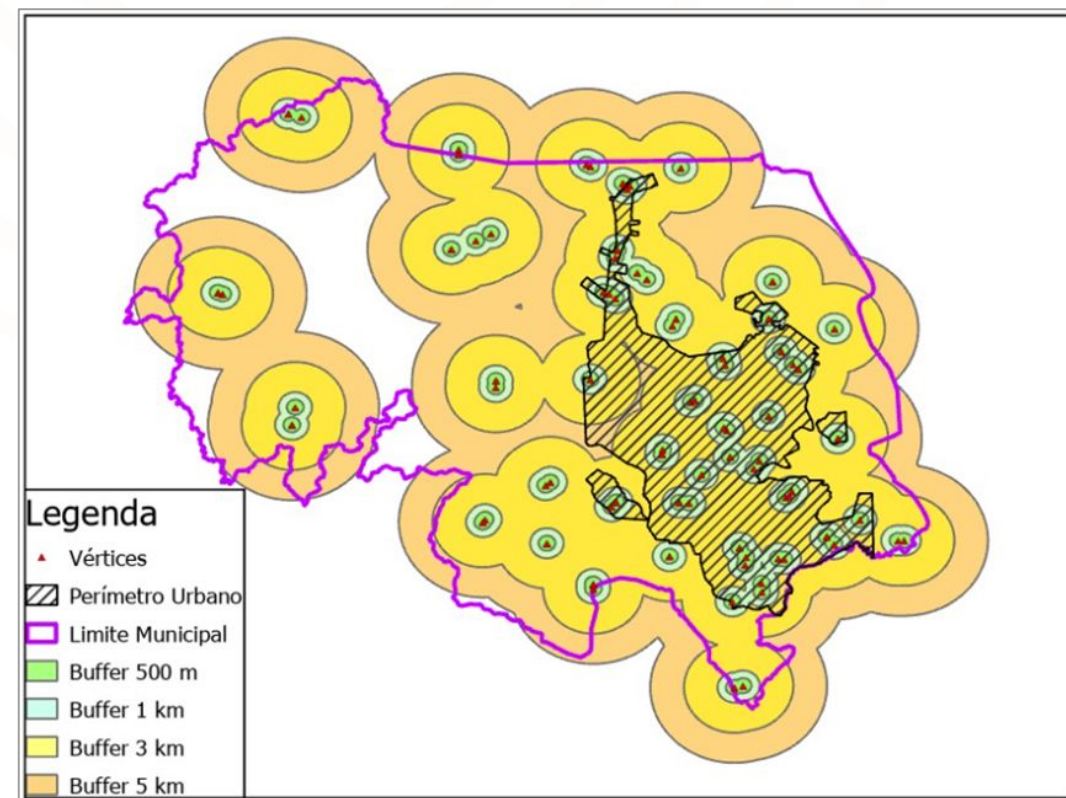 Legenda
Vértices
Perímetro Urbano
Limite Municipal
Buffer 500 m
Buffer 1 km
Buffer 3 km
Buffer 5 km